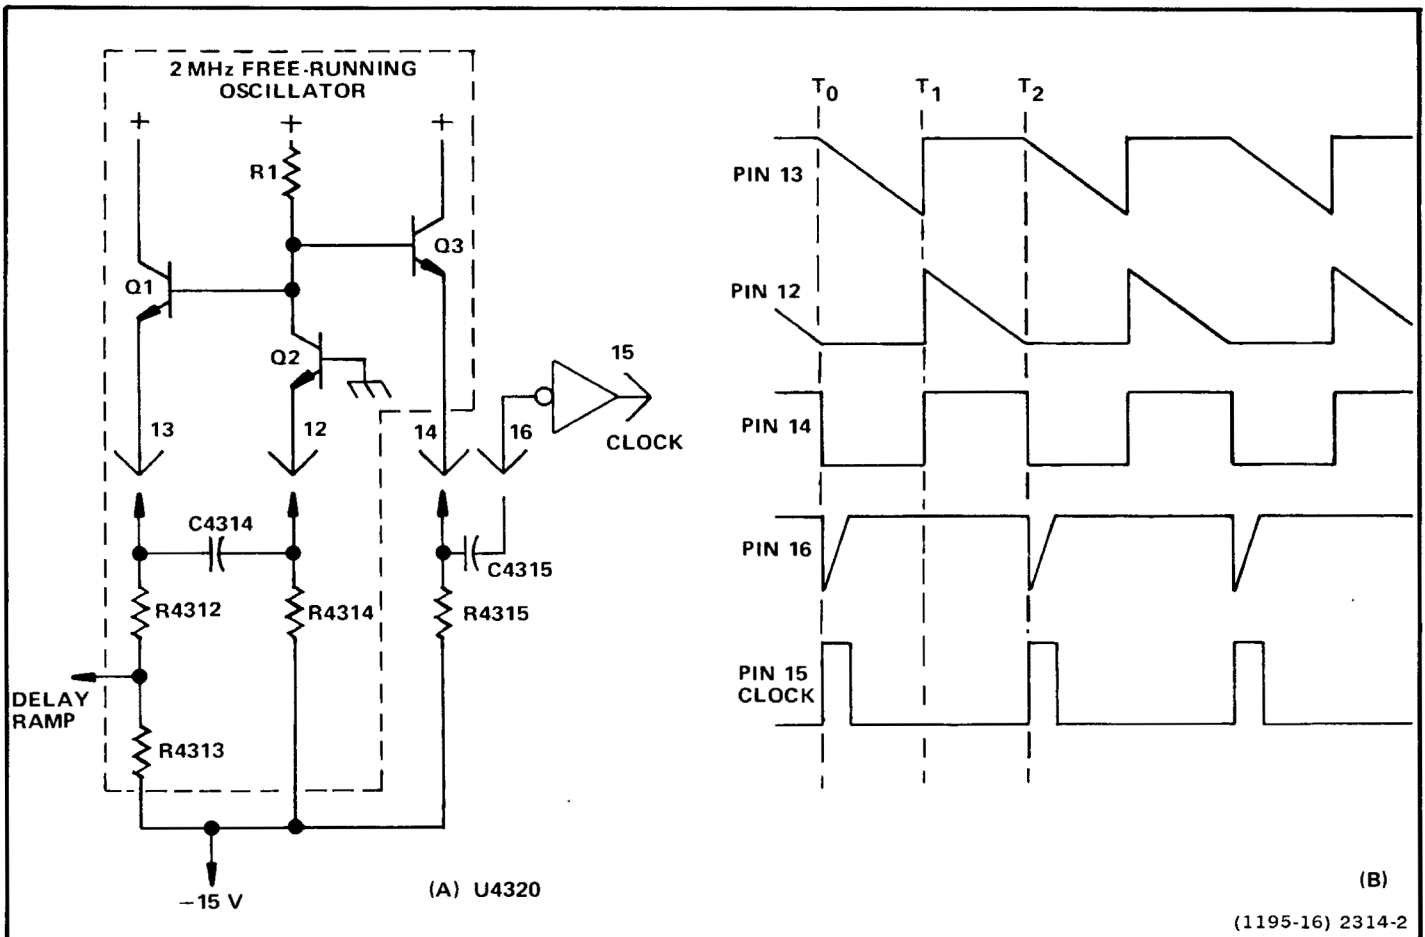 2 MHz FREE-RUNNING
OSCILLATOR
+ + +
R1
Q1
Q3
Q2
15
13
12
14
16
CLOCK
C4314
C4315
R4312
R4314
R4315
DELAY
RAMP
R4313
−15 V
(A) U4320
T0 T1 T2
PIN 13
PIN 12
PIN 14
PIN 16
PIN 15
CLOCK
(B)
(1195-16) 2314-2